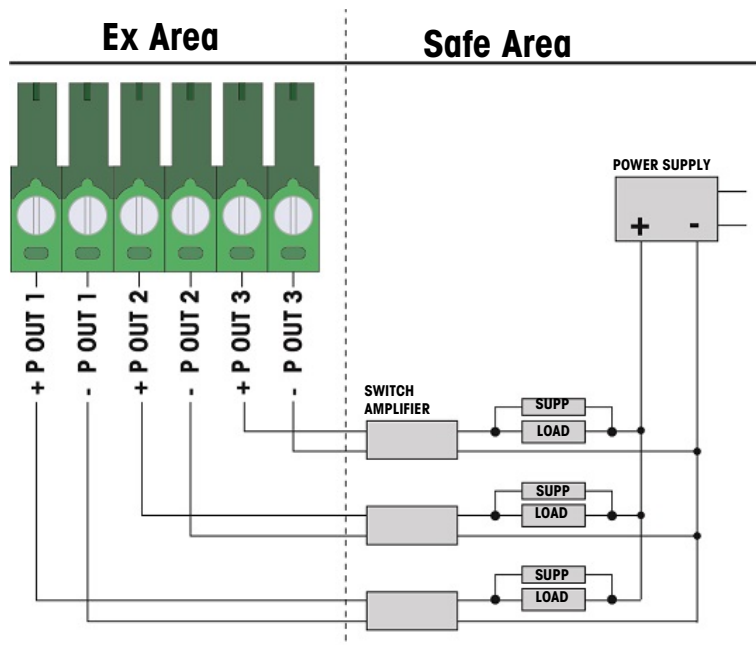 Ex Area
Safe Area
POWER SUPPLY
+ -
+ P OUT 1
- P OUT 1
+ P OUT 2
- P OUT 2
+ P OUT 3
- P OUT 3
SWITCH
AMPLIFIER
SUPP
LOAD
SUPP
LOAD
SUPP
LOAD